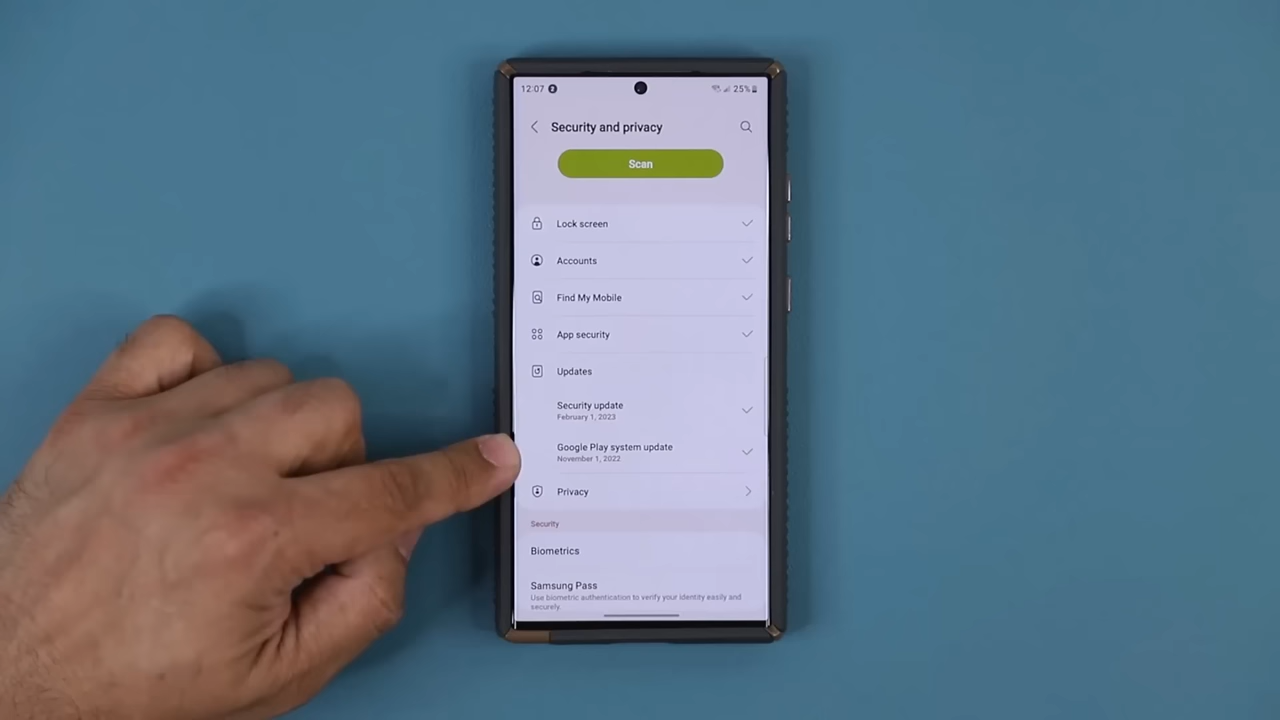 12:07 2 25%
Security and privacy
Scan
Lock screen
Accounts
Find My Mobile
App security
Updates
Security update
February 1, 2023
Google Play system update
November 1, 2022
Privacy
Security
Biometrics
Samsung Pass
Use biometric authentication to verify your identity easily and
securely.